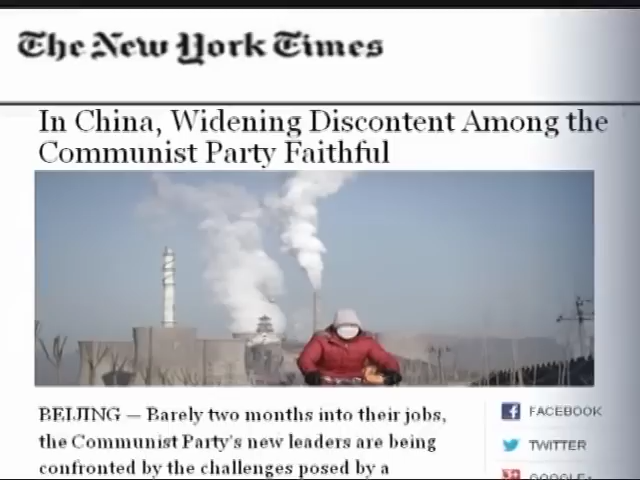 The New York Times
In China, Widening Discontent Among the
Communist Party Faithful
BEIJING — Barely two months into their jobs,
the Communist Party's new leaders are being
confronted by the challenges posed by a
FACEBOOK
TWITTER
GOOGLE+